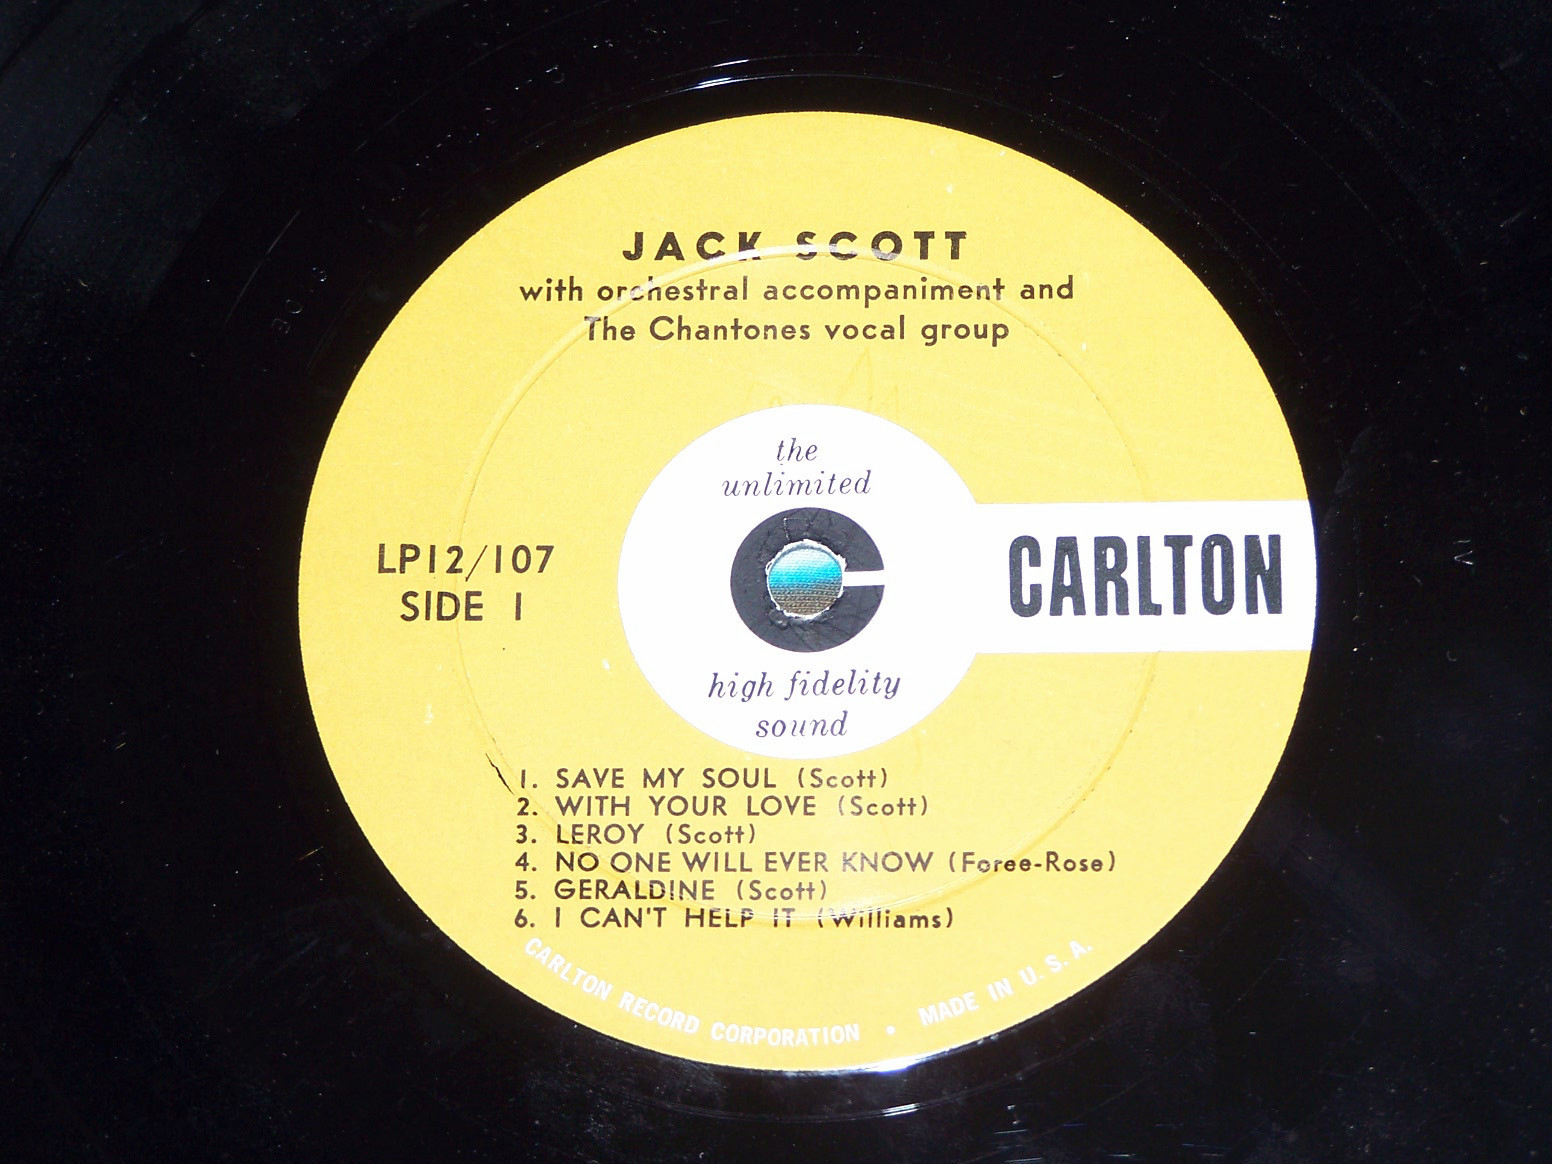 JACK SCOTT
with orchestral accompaniment and
The Chantones vocal group
the
unlimited
LP12/107
SIDE 1
CARLTON
high fidelity
sound
1. SAVE MY SOUL (Scott)
2. WITH YOUR LOVE (Scott)
3. LEROY (Scott)
4. NO ONE WILL EVER KNOW (Foree-Rose)
5. GERALDINE (Scott)
6. I CAN'T HELP IT (Williams)
CARLTON RECORD CORPORATION • MADE IN U.S.A.